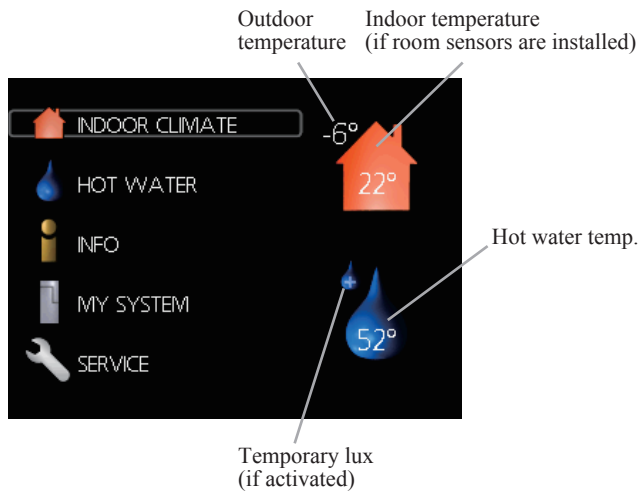 Outdoor
temperature
Indoor temperature
(if room sensors are installed)
INDOOR CLIMATE
-6°
22°
HOT WATER
INFO
Hot water temp.
MY SYSTEM
52°
SERVICE
Temporary lux
(if activated)